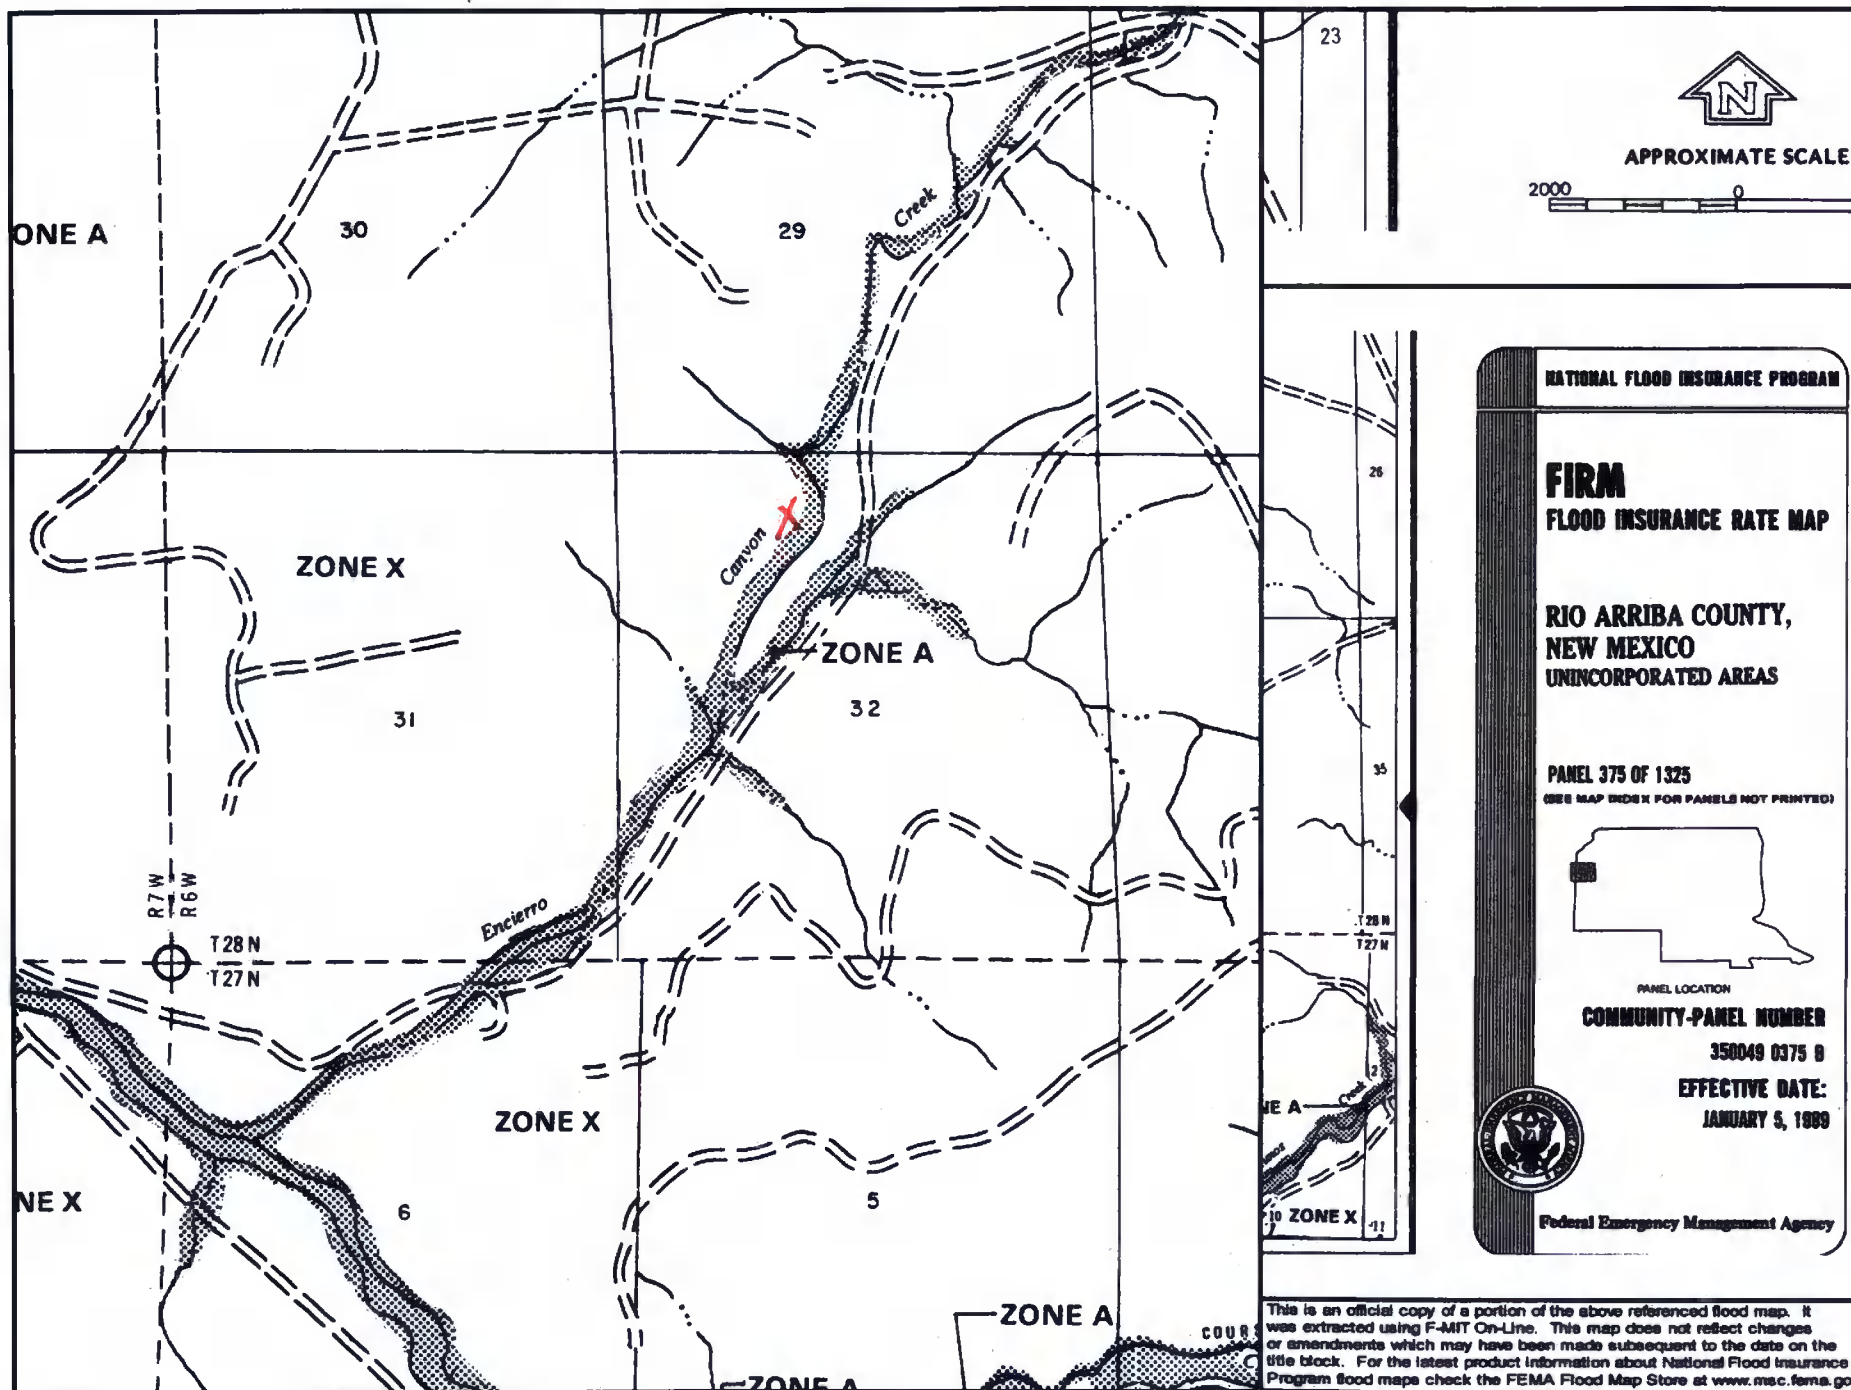 23
N
APPROXIMATE SCALE
2000 0
ONE A
30
29
Creek
NATIONAL FLOOD INSURANCE PROGRAM
FIRM
FLOOD INSURANCE RATE MAP
26
X
Canyon
ZONE X
RIO ARRIBA COUNTY,
NEW MEXICO
UNINCORPORATED AREAS
ZONE A
32
31
35
PANEL 375 OF 1325
(SEE MAP INDEX FOR PANELS NOT PRINTED)
R7W
R6W
Encierro
T28N
T27N
T28N
T27N
PANEL LOCATION
COMMUNITY-PANEL NUMBER
350049 0375 B
EFFECTIVE DATE:
JANUARY 5, 1989
2
Creek
NE A
ZONE X
NE X
6
5
10 ZONE X 11
Federal Emergency Management Agency
ZONE A
COURS
ZONE A
This is an official copy of a portion of the above referenced flood map. It
was extracted using F-MIT On-Line. This map does not reflect changes
or amendments which may have been made subsequent to the date on the
title block. For the latest product information about National Flood Insurance
Program flood maps check the FEMA Flood Map Store at www.msc.fema.go